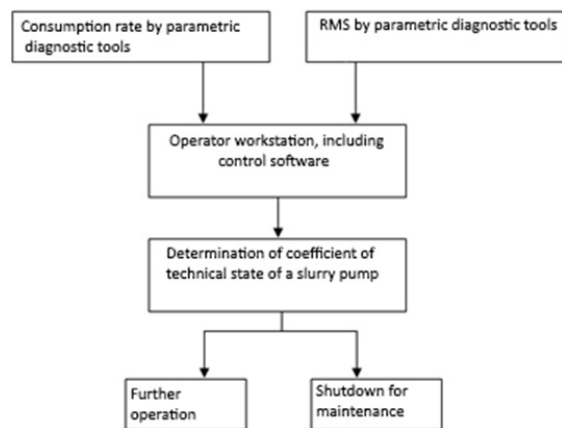 Consumption rate by parametric
diagnostic tools
RMS by parametric diagnostic tools
Operator workstation, including
control software
Determination of coefficient of
technical state of a slurry pump
Further
operation
Shutdown for
maintenance